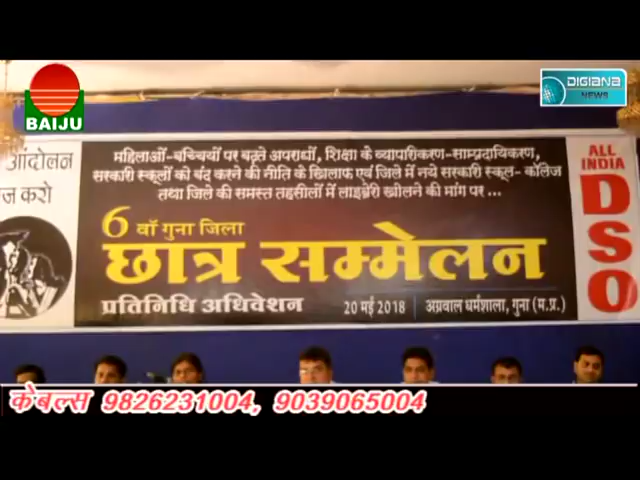 BAIJU
DIGIANA
NEWS
आंदोलन
ज करो
महिलाओं-बच्चियों पर बढ़ते अपराधों, शिक्षा के व्यापारीकरण-साम्प्रदायिकरण,
सरकारी स्कूलों को बंद करने की नीति के खिलाफ एवं जिले में नये सरकारी स्कूल- कॉलेज
तथा जिले की समस्त तहसीलों में लाइब्रेरी खोलने की मांग पर ...
6 वाँ गुना जिला
छात्र सम्मेलन
प्रतिनिधि अधिवेशन
20 मई 2018 | अग्रवाल धर्मशाला, गुना (म.प्र.)
ALL
INDIA
D
S
O
केबल्स 9826231004, 9039065004